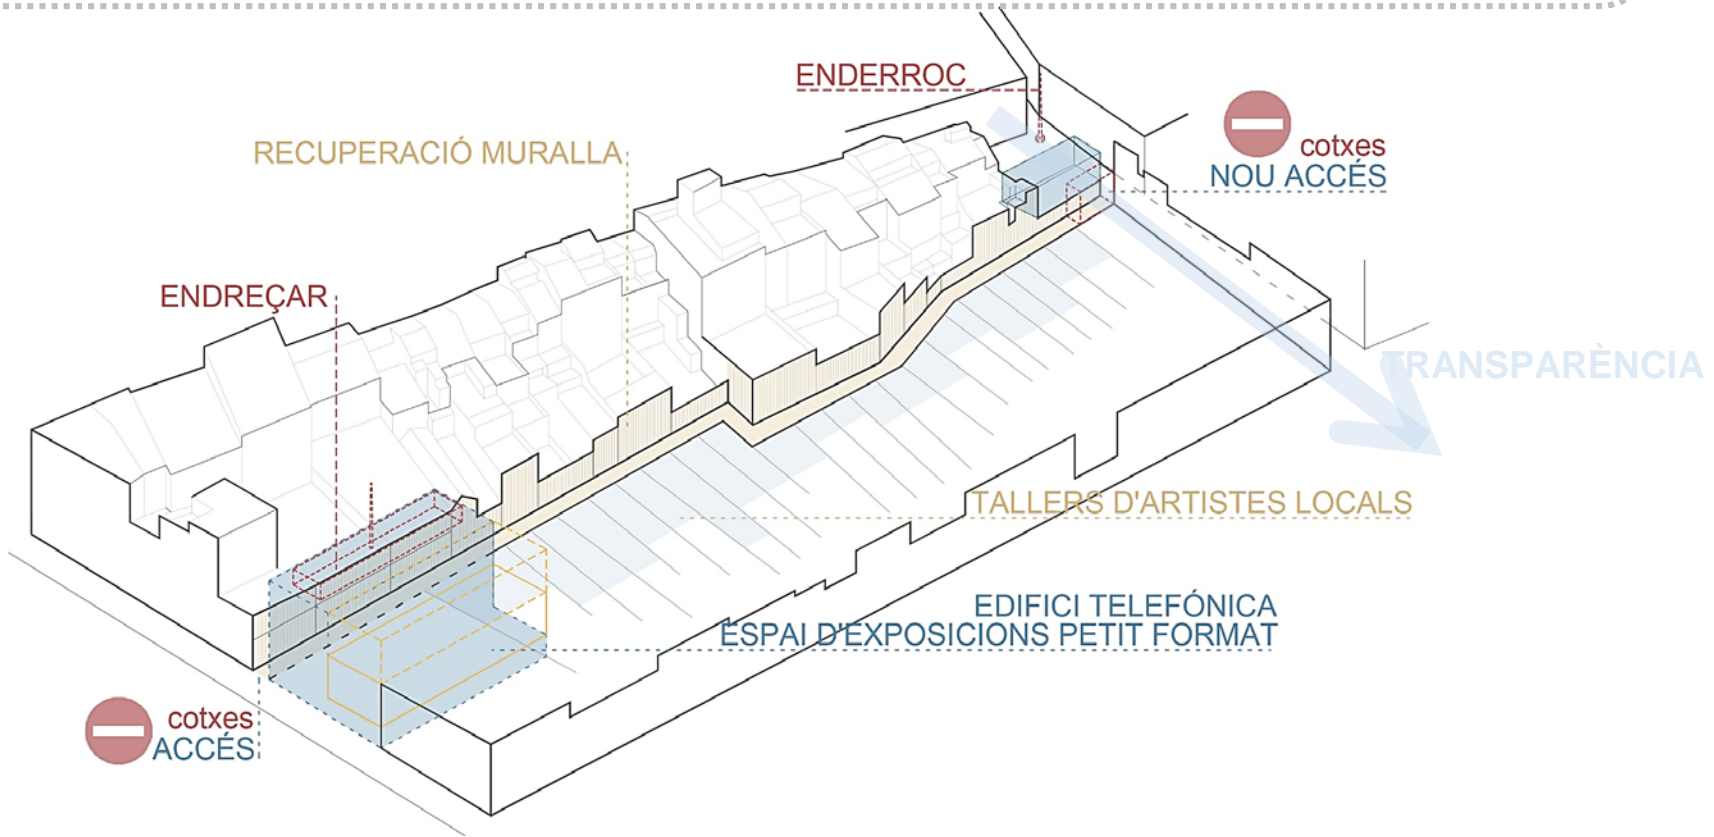 ENDERROC
cotxes
NOU ACCÉS
RECUPERACIÓ MURALLA
ENDREÇAR
TRANSPARÈNCIA
TALLERS D'ARTISTES LOCALS
EDIFICI TELEFÓNICA
ESPAI D'EXPOSICIONS PETIT FORMAT
cotxes
ACCÉS